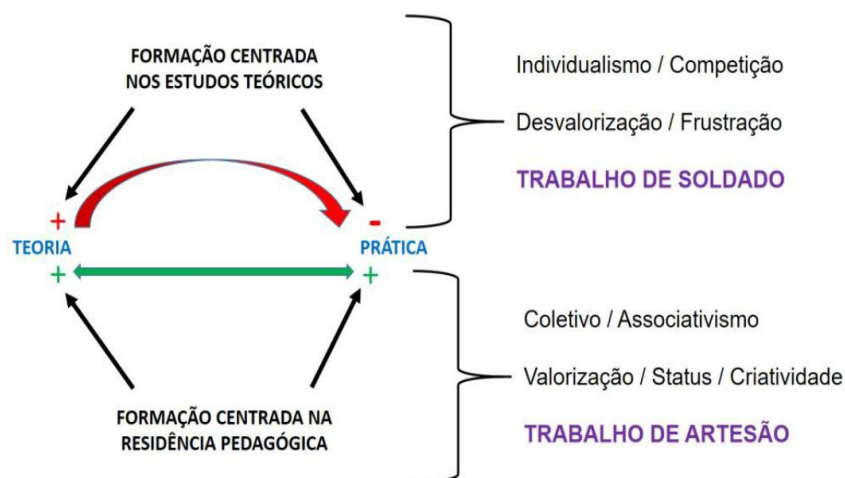 FORMAÇÃO CENTRADA
NOS ESTUDOS TEÓRICOS
Individualismo / Competição
Desvalorização / Frustração
TRABALHO DE SOLDADO
+
-
TEORIA
PRÁTICA
+
+
Coletivo / Associativismo
Valorização / Status / Criatividade
TRABALHO DE ARTESÃO
FORMAÇÃO CENTRADA NA
RESIDÊNCIA PEDAGÓGICA